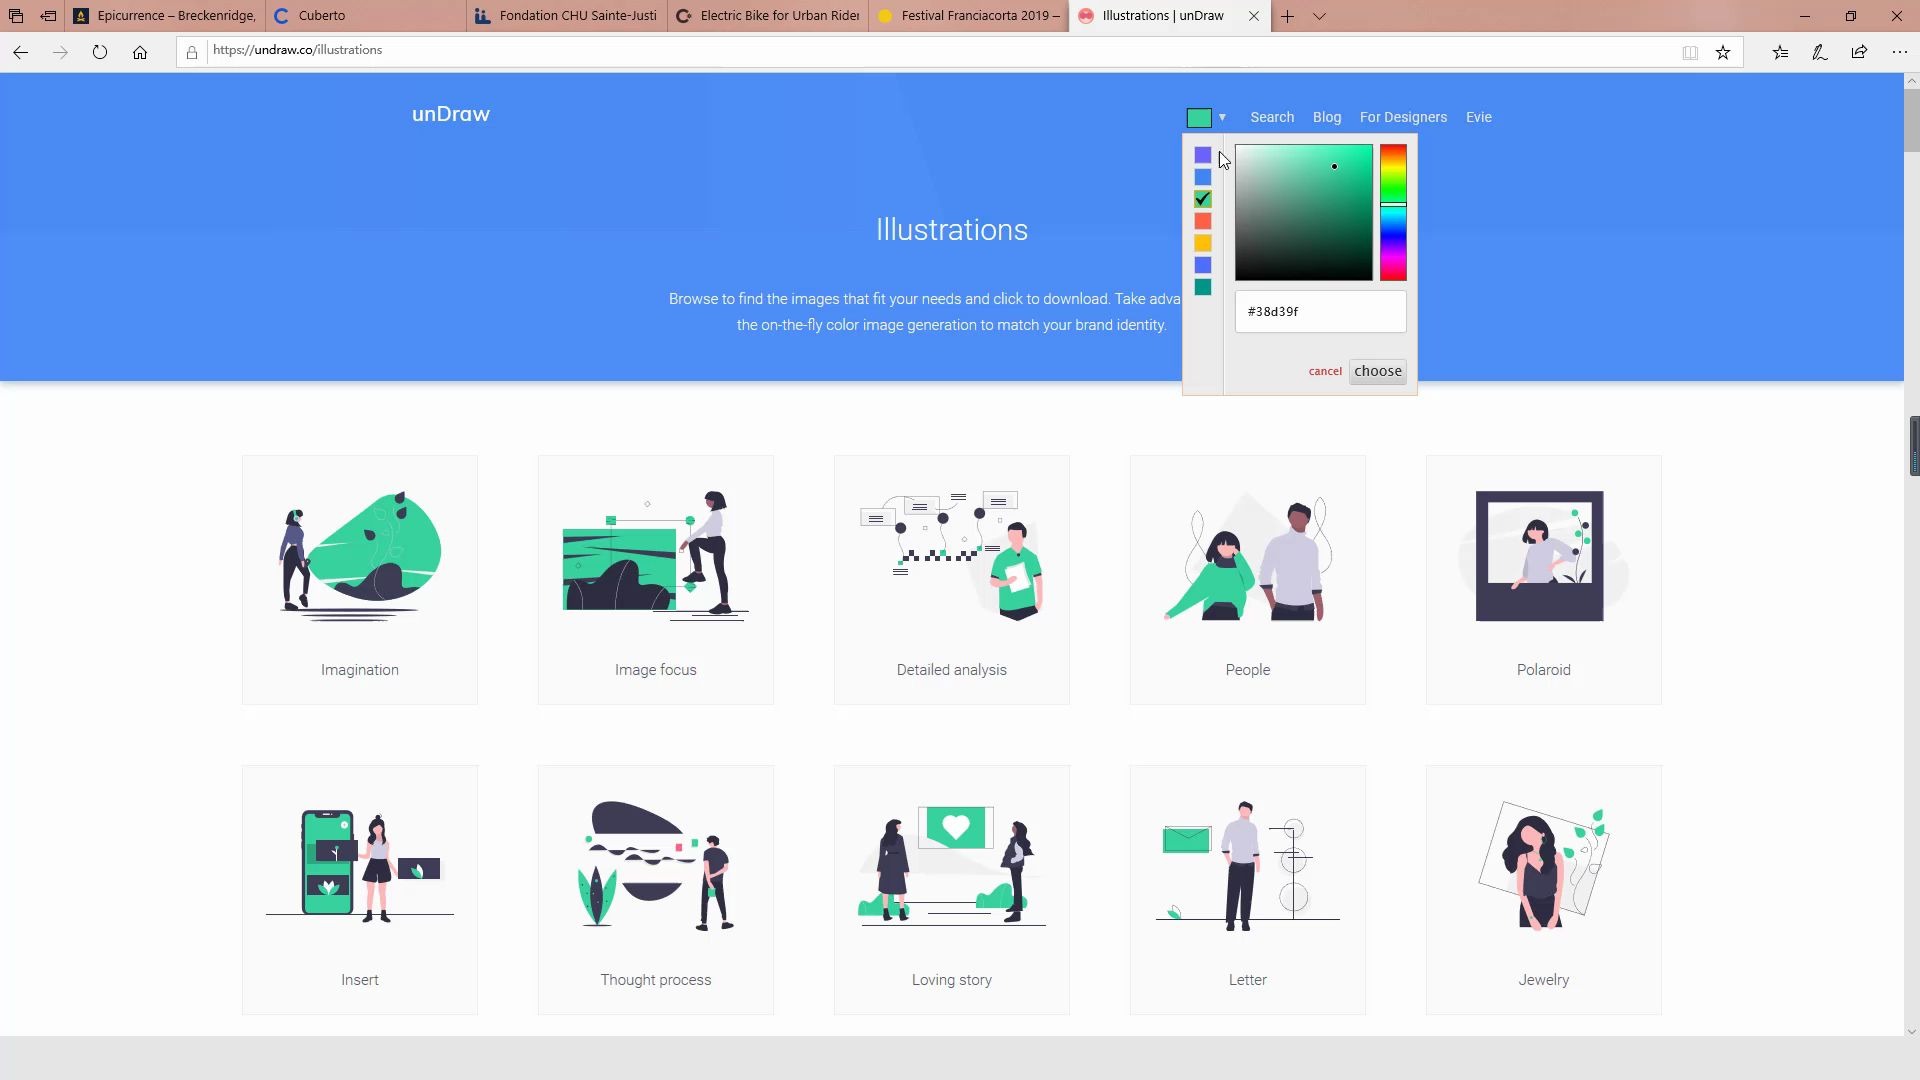 Epicurrence – Breckenridge,
Cuberto
Fondation CHU Sainte-Justi
Electric Bike for Urban Rider
Festival Franciacorta 2019 –
Illustrations | unDraw
https://undraw.co/illustrations
unDraw
Search
Blog
For Designers
Evie
Illustrations
Browse to find the images that fit your needs and click to download. Take adva
the on-the-fly color image generation to match your brand identity.
#38d39f
cancel
choose
Imagination
Image focus
Detailed analysis
People
Polaroid
Insert
Thought process
Loving story
Letter
Jewelry